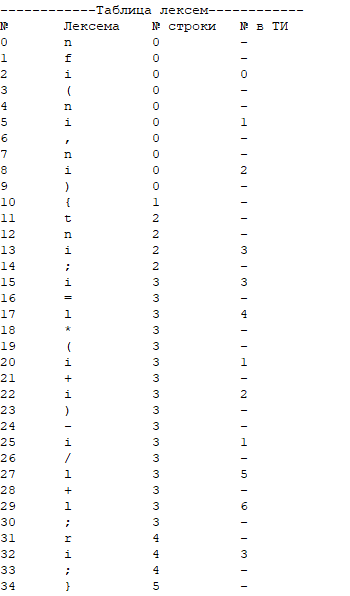 ------------Таблица лексем------------
№ Лексема № строки № в ТИ
0 n 0 -
1 f 0 -
2 i 0 0
3 ( 0 -
4 n 0 -
5 i 0 1
6 , 0 -
7 n 0 -
8 i 0 2
9 ) 0 -
10 { 1 -
11 t 2 -
12 n 2 -
13 i 2 3
14 ; 2 -
15 i 3 3
16 = 3 -
17 l 3 4
18 * 3 -
19 ( 3 -
20 i 3 1
21 + 3 -
22 i 3 2
23 ) 3 -
24 - 3 -
25 i 3 1
26 / 3 -
27 l 3 5
28 + 3 -
29 l 3 6
30 ; 3 -
31 r 4 -
32 i 4 3
33 ; 4 -
34 } 5 -